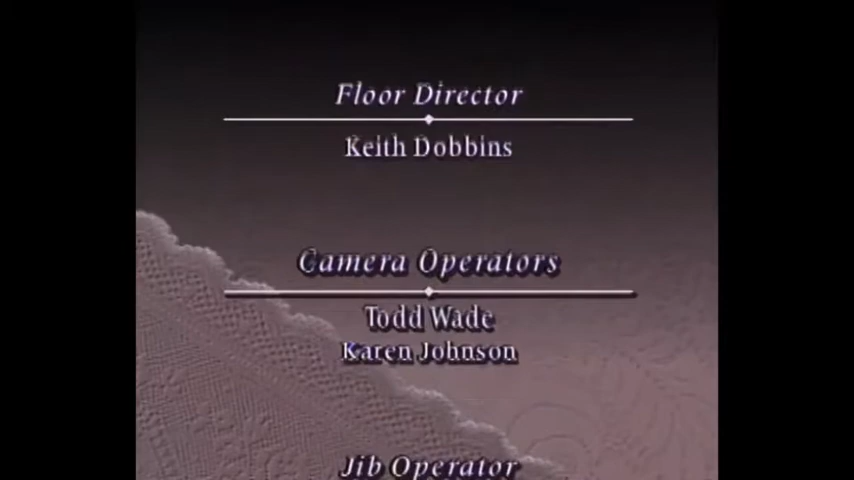 Floor Director
Keith Dobbins
Camera Operators
Todd Wade
Karen Johnson
Jib Operator